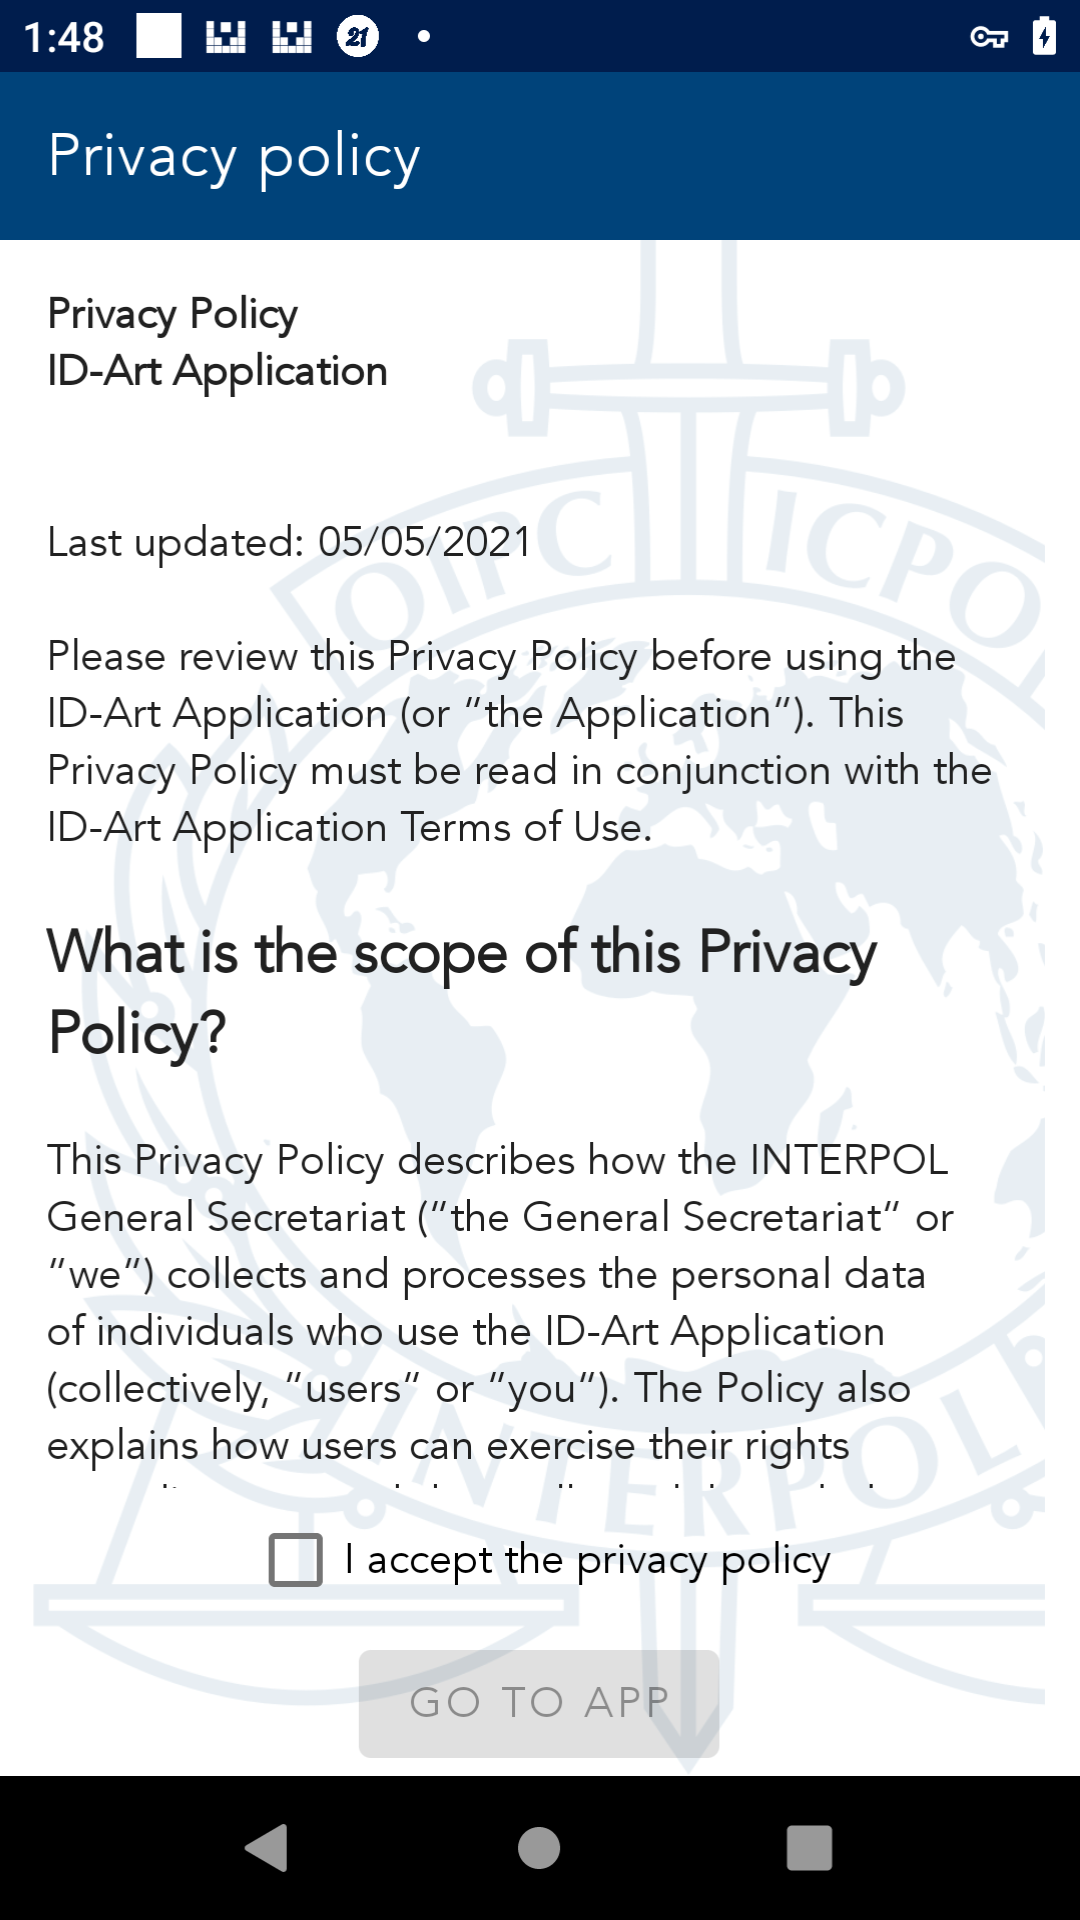 1:48
21
Privacy policy
Privacy Policy
ID-Art Application
OIPC ICPO
Last updated: 05/05/2021
Please review this Privacy Policy before using the
ID-Art Application (or “the Application”). This
Privacy Policy must be read in conjunction with the
ID-Art Application Terms of Use.
What is the scope of this Privacy
Policy?
This Privacy Policy describes how the INTERPOL
General Secretariat (“the General Secretariat” or
“we”) collects and processes the personal data
of individuals who use the ID-Art Application
(collectively, “users” or “you”). The Policy also
explains how users can exercise their rights
INTERPOL
I accept the privacy policy
GO TO APP